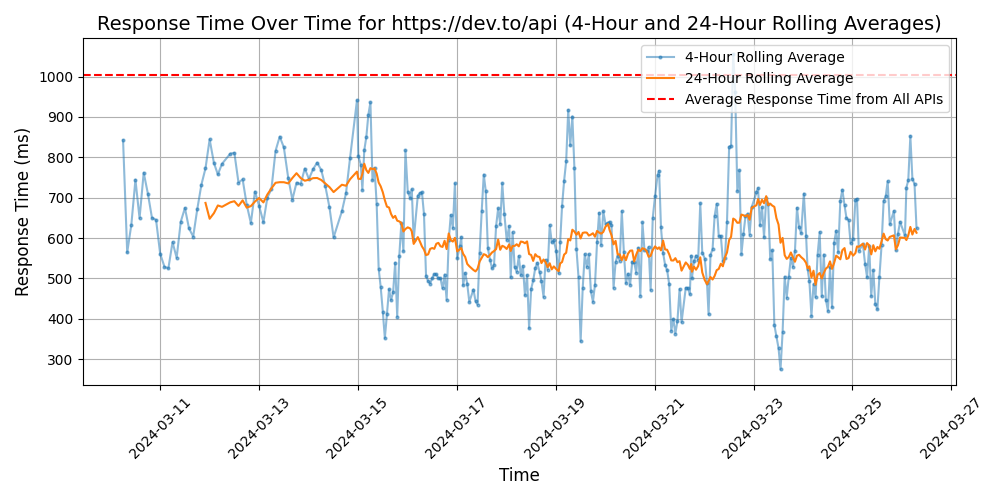 Response Time Over Time for https://dev.to/api (4-Hour and 24-Hour Rolling Averages)
4-Hour Rolling Average
24-Hour Rolling Average
Average Response Time from All APIs
Response Time (ms)
1000
900
800
700
600
500
400
300
2024-03-11
2024-03-13
2024-03-15
2024-03-17
2024-03-19
2024-03-21
2024-03-23
2024-03-25
2024-03-27
Time